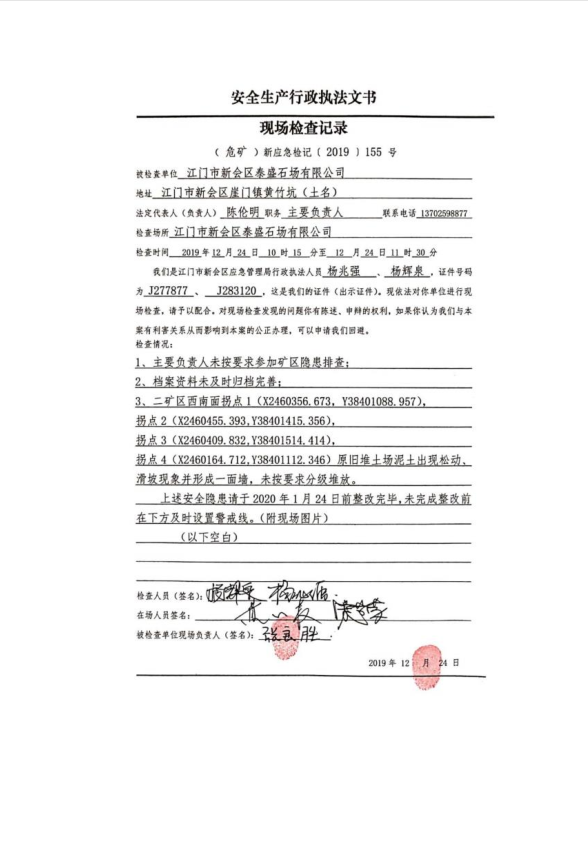 安全生产行政执法文书
现场检查记录
（ 危矿 ）新应急检记〔 2019 〕155 号
被检查单位 江门市新会区泰盛石场有限公司
地址 江门市新会区崖门镇黄竹坑（土名）
法定代表人（负责人） 陈伦明 职务 主要负责人 联系电话 13702598877
检查场所 江门市新会区泰盛石场有限公司
检查时间 2019 年 12 月 24 日 10 时 15 分至 12 月 24 日 11 时 30 分
我们是江门市新会区应急管理局行政执法人员 杨兆强 、 杨辉泉 ，证件号码
为 J277877 、 J283120 ，这是我们的证件（出示证件）。现依法对你单位进行现
场检查，请予以配合。对现场检查发现的问题你有陈述、申辩的权利，如果你认为我们与本
案有利害关系从而影响到本案的公正办理，可以申请我们回避。
检查情况：
1、主要负责人未按要求参加矿区隐患排查；
2、档案资料未及时归档完善；
3、二矿区西南面拐点 1（X2460356.673, Y38401088.957），
拐点 2（X2460455.393,Y38401415.356），
拐点 3（X2460409.832,Y38401514.414），
拐点 4（X2460164.712,Y38401112.346）原旧堆土场泥土出现松动、
滑坡现象并形成一面墙，未按要求分级堆放。
上述安全隐患请于 2020 年 1 月 24 日前整改完毕,未完成整改前
在下方及时设置警戒线。（附现场图片）
（以下空白）
检查人员（签名）：
在场人员签名：
被检查单位现场负责人（签名）： 张良胜
2019 年 12 月 24 日